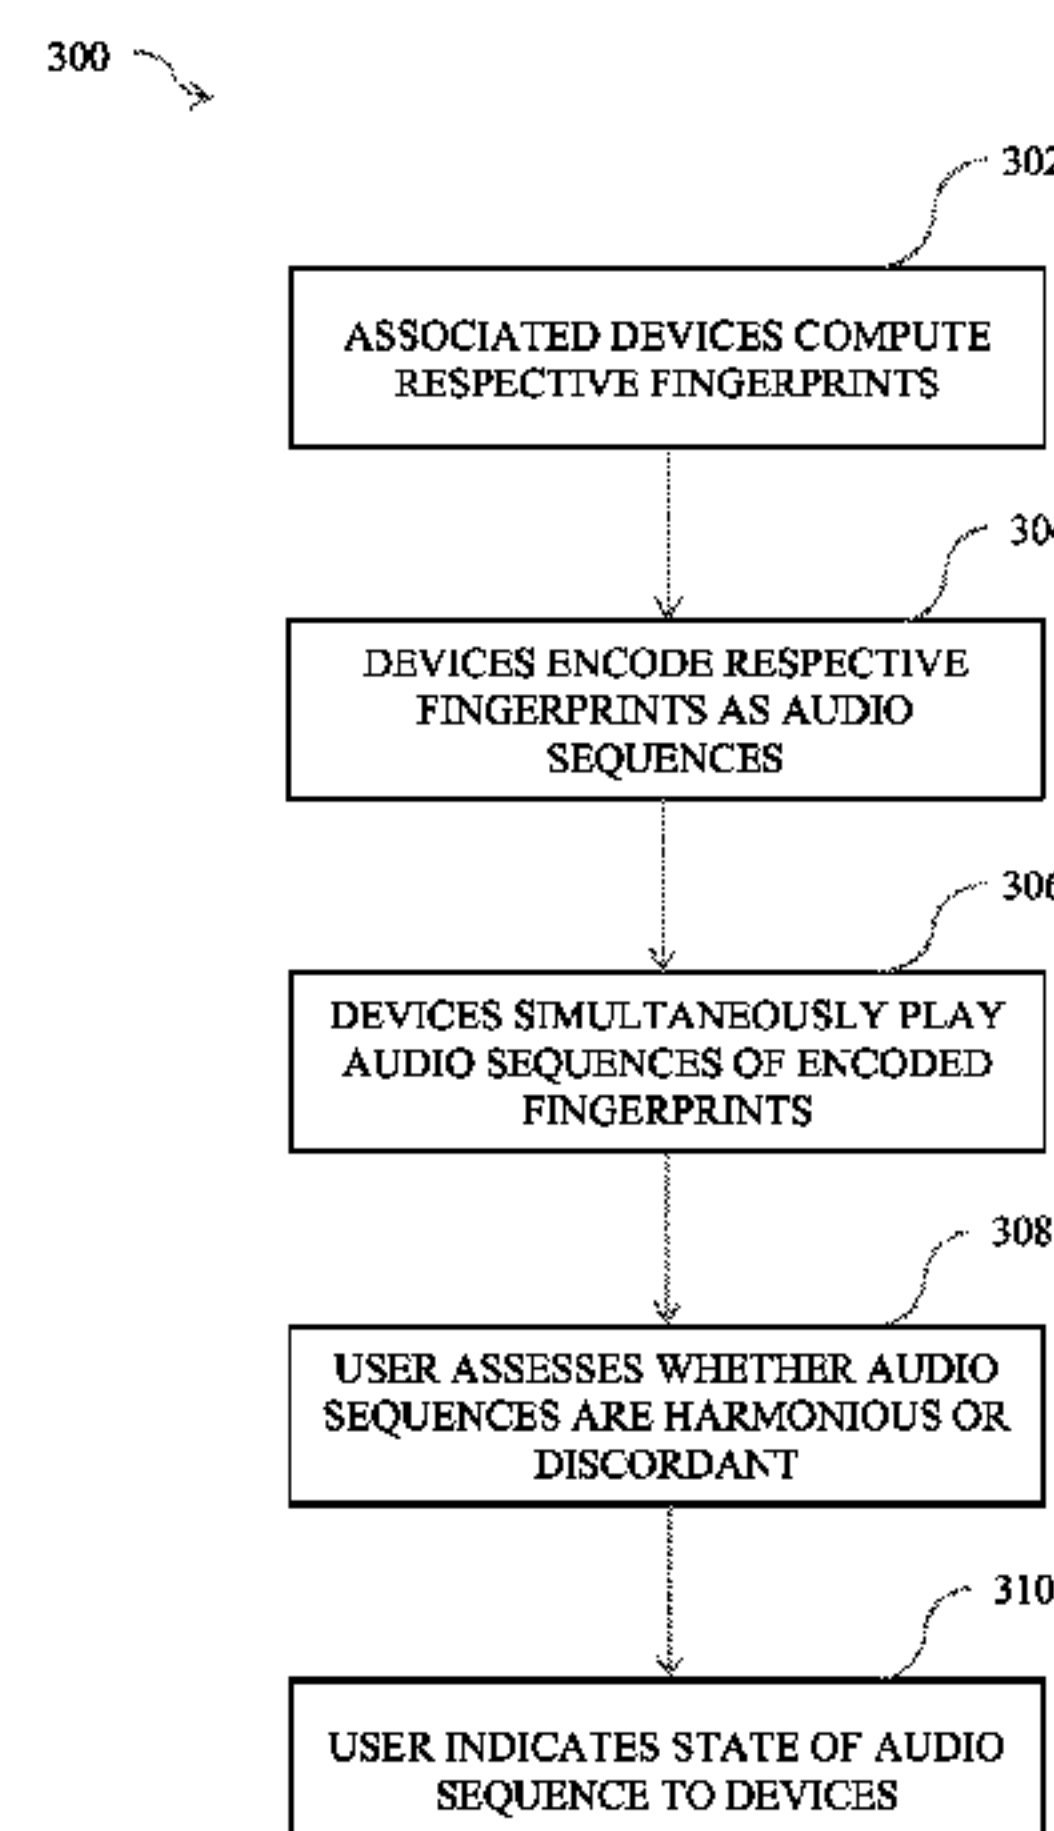 300
302
ASSOCIATED DEVICES COMPUTE
RESPECTIVE FINGERPRINTS
DEVICES ENCODE RESPECTIVE
FINGERPRINTS AS AUDIO
SEQUENCES
306
DEVICES SIMULTANEOUSLY PLAY
AUDIO SEQUENCES OF ENCODED
FINGERPRINTS
308
USER ASSESSES WHETHER AUDIO
SEQUENCES ARE HARMONIOUS OR
DISCORDANT
310
USER INDICATES STATE OF AUDIO
SEQUENCE TO DEVICES